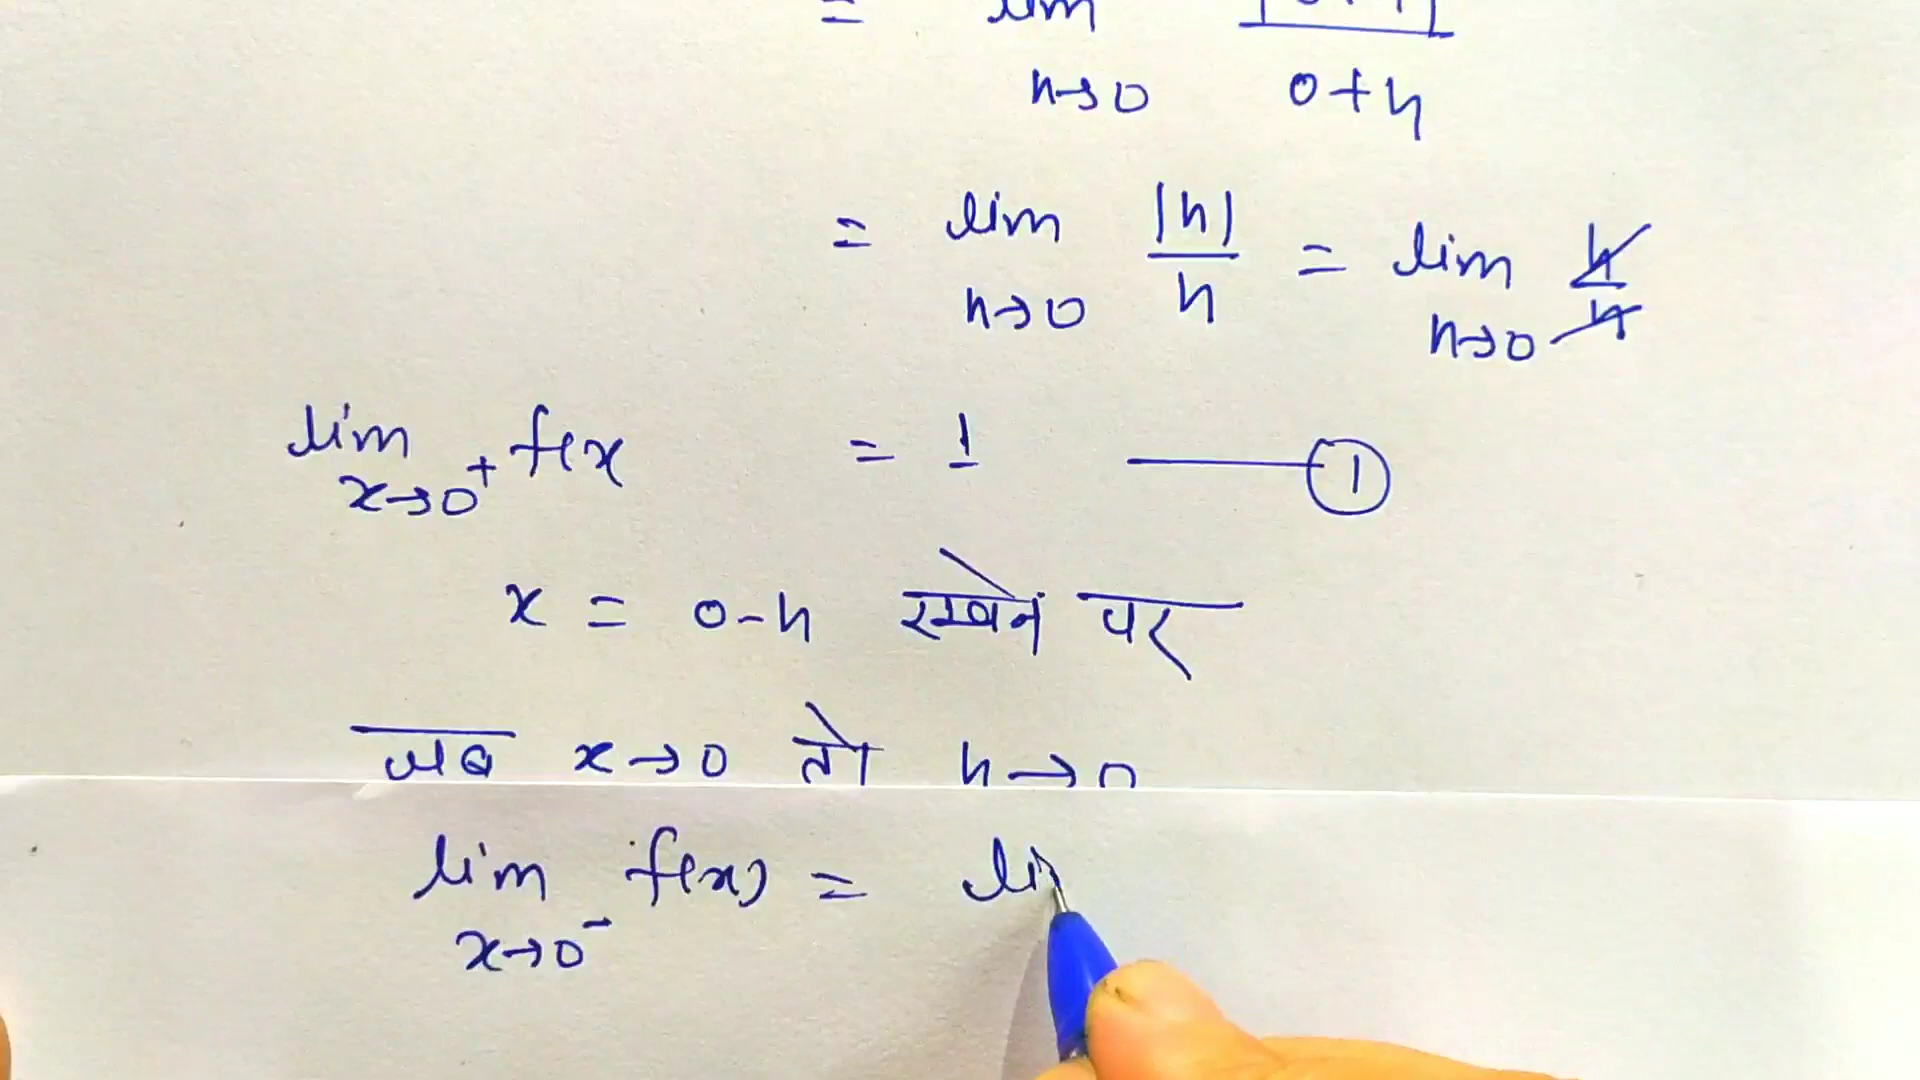 = lim |0+h|
h→0 0+h
= lim |h| = lim h
h→0 h h→0 h
lim f(x = 1 ——— ①
x→0⁺
x = 0-h रखने पर
जब x→0 तो h→0
lim f(x) = lim
x→0⁻